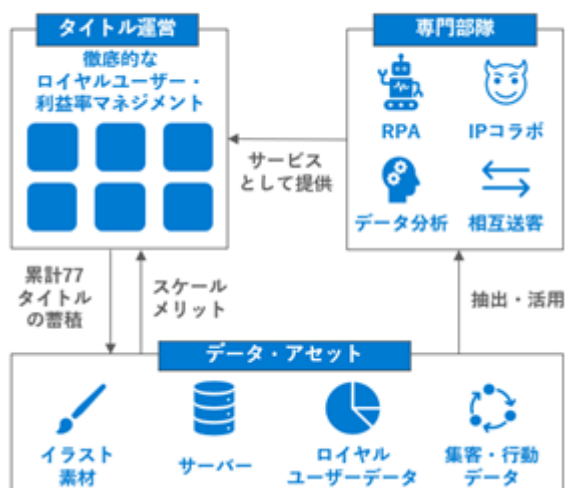 タイトル運営
徹底的な
ロイヤルユーザー・
利益率マネジメント
専門部隊
RPA
IPコラボ
データ分析
相互送客
サービス
として提供
累計77
タイトル
の蓄積
スケール
メリット
抽出・活用
データ・アセット
イラスト
素材
サーバー
ロイヤル
ユーザーデータ
集客・行動
データ